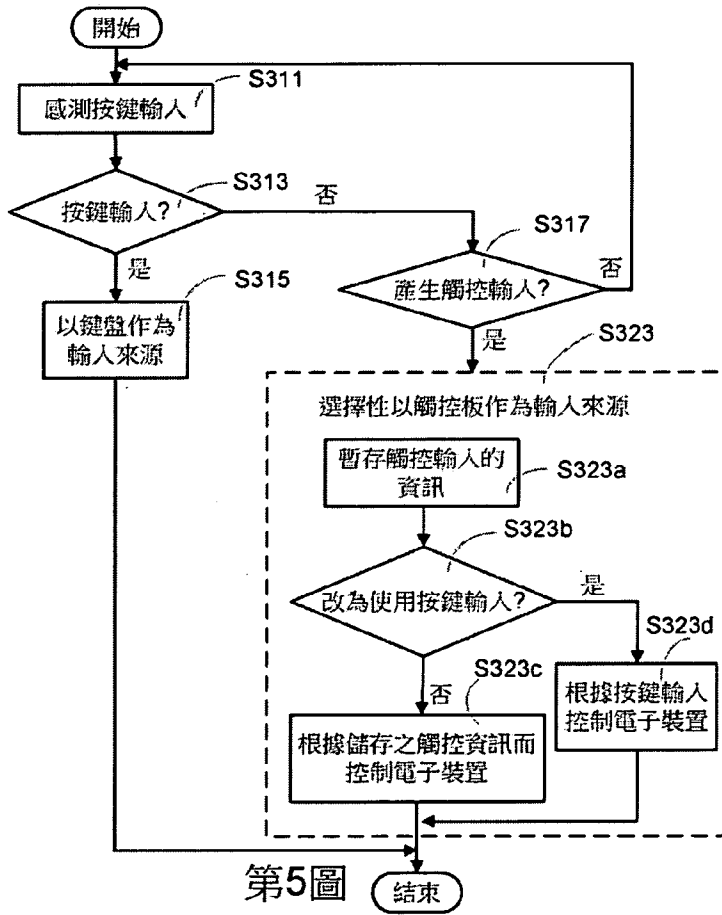 開始
S311
感測按鍵輸入
S313
按鍵輸入?
否
S317
產生觸控輸入?
否
是
S315
以鍵盤作為
輸入來源
是
S323
選擇性以觸控板作為輸入來源
暫存觸控輸入的
資訊
S323a
S323b
改為使用按鍵輸入?
是
S323d
根據按鍵輸入
控制電子裝置
否
S323c
根據儲存之觸控資訊而
控制電子裝置
第5圖
結束